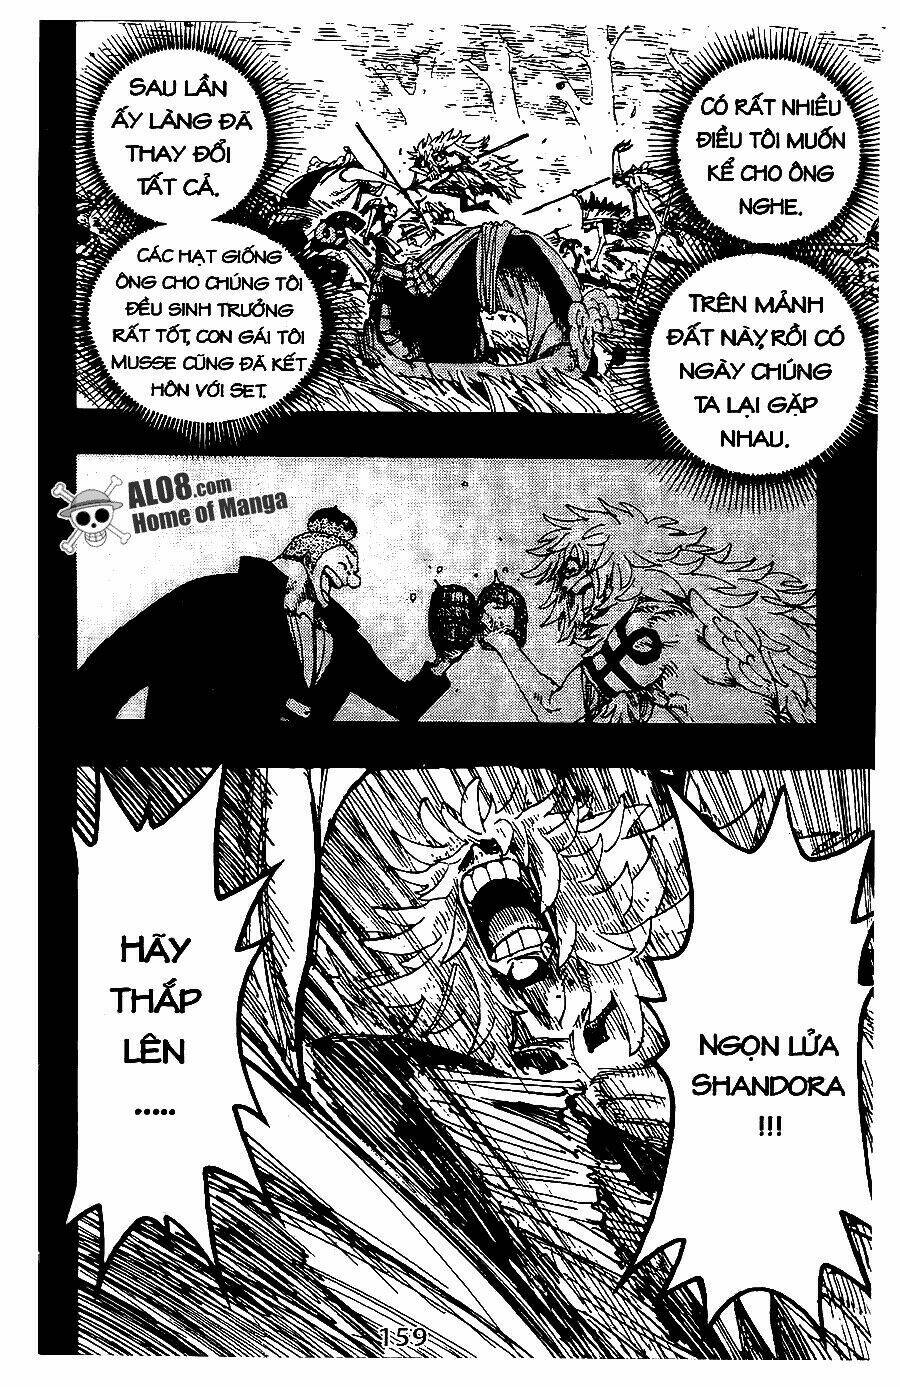 SAU LẦN
ẤY LÀNG ĐÃ
THAY ĐỔI
TẤT CẢ.
CÁC HẠT GIỐNG
ÔNG CHO CHÚNG TÔI
ĐỀU SINH TRƯỞNG
RẤT TỐT, CON GÁI TÔI
MUSSE CŨNG ĐÃ KẾT
HÔN VỚI SET.
CÓ RẤT NHIỀU
ĐIỀU TÔI MUỐN
KỂ CHO ÔNG
NGHE.
TRÊN MẢNH
ĐẤT NÀY, RỒI CÓ
NGÀY CHÚNG
TA LẠI GẶP
NHAU.
ALO8.com
Home of Manga
HÃY
THẮP
LÊN
.....
NGỌN LỬA
SHANDORA
!!!
159